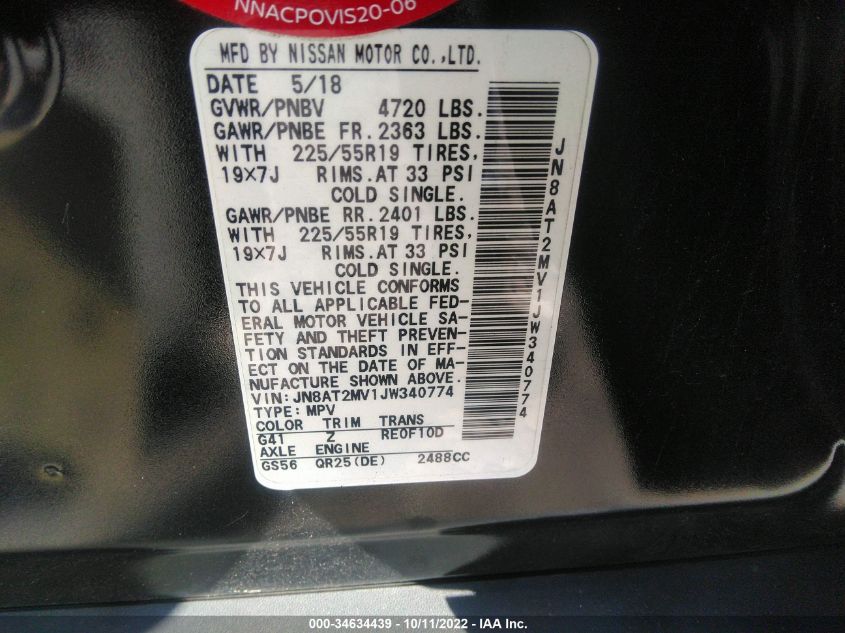 NNACPOVIS20-06
MFD BY NISSAN MOTOR CO.,LTD.
DATE 5/18
GVWR/PNBV 4720 LBS.
GAWR/PNBE FR. 2363 LBS.
WITH 225/55R19 TIRES,
19×7J RIMS. AT 33 PSI
COLD SINGLE.
GAWR/PNBE RR. 2401 LBS.
WITH 225/55R19 TIRES,
19×7J RIMS. AT 33 PSI
COLD SINGLE.
THIS VEHICLE CONFORMS
TO ALL APPLICABLE FED-
ERAL MOTOR VEHICLE SA-
FETY AND THEFT PREVEN-
TION STANDARDS IN EFF-
ECT ON THE DATE OF MA-
NUFACTURE SHOWN ABOVE.
VIN: JN8AT2MV1JW340774
TYPE: MPV
COLOR TRIM TRANS
G41 Z RE0F10D
AXLE ENGINE
GS56 QR25(DE) 2488CC
JN8AT2MV1JW340774
000-34634439 - 10/11/2022 - IAA Inc.